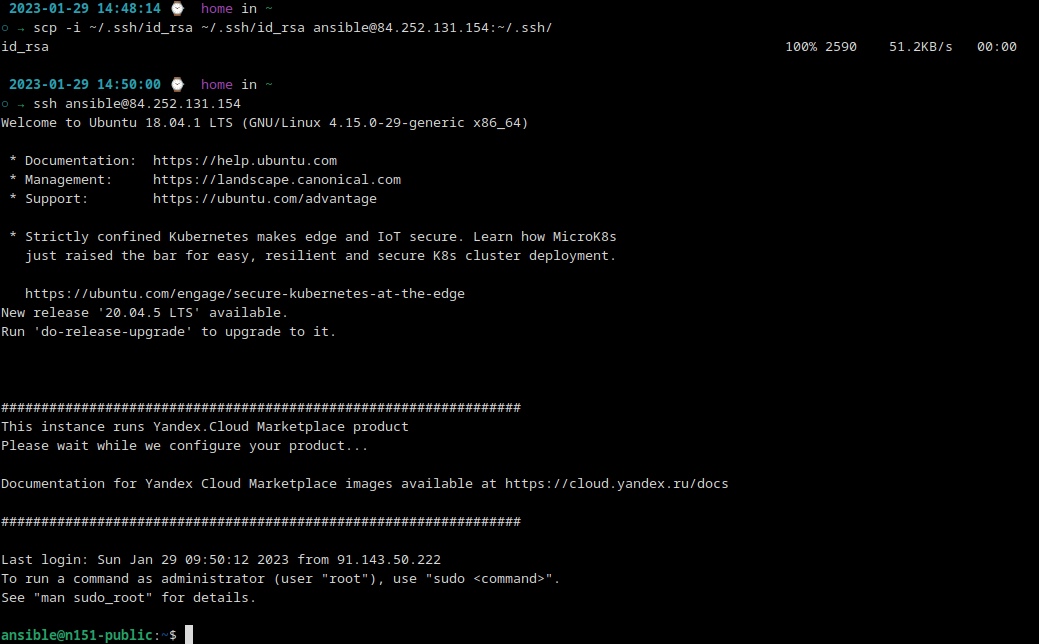 2023-01-29 14:48:14 ⌚ home in ~
○ → scp -i ~/.ssh/id_rsa ~/.ssh/id_rsa ansible@84.252.131.154:~/.ssh/
id_rsa 100% 2590 51.2KB/s 00:00
2023-01-29 14:50:00 ⌚ home in ~
○ → ssh ansible@84.252.131.154
Welcome to Ubuntu 18.04.1 LTS (GNU/Linux 4.15.0-29-generic x86_64)
* Documentation: https://help.ubuntu.com
* Management: https://landscape.canonical.com
* Support: https://ubuntu.com/advantage
* Strictly confined Kubernetes makes edge and IoT secure. Learn how MicroK8s
just raised the bar for easy, resilient and secure K8s cluster deployment.
https://ubuntu.com/engage/secure-kubernetes-at-the-edge
New release '20.04.5 LTS' available.
Run 'do-release-upgrade' to upgrade to it.
#################################################################
This instance runs Yandex.Cloud Marketplace product
Please wait while we configure your product...
Documentation for Yandex Cloud Marketplace images available at https://cloud.yandex.ru/docs
#################################################################
Last login: Sun Jan 29 09:50:12 2023 from 91.143.50.222
To run a command as administrator (user "root"), use "sudo <command>".
See "man sudo_root" for details.
ansible@n151-public:~$